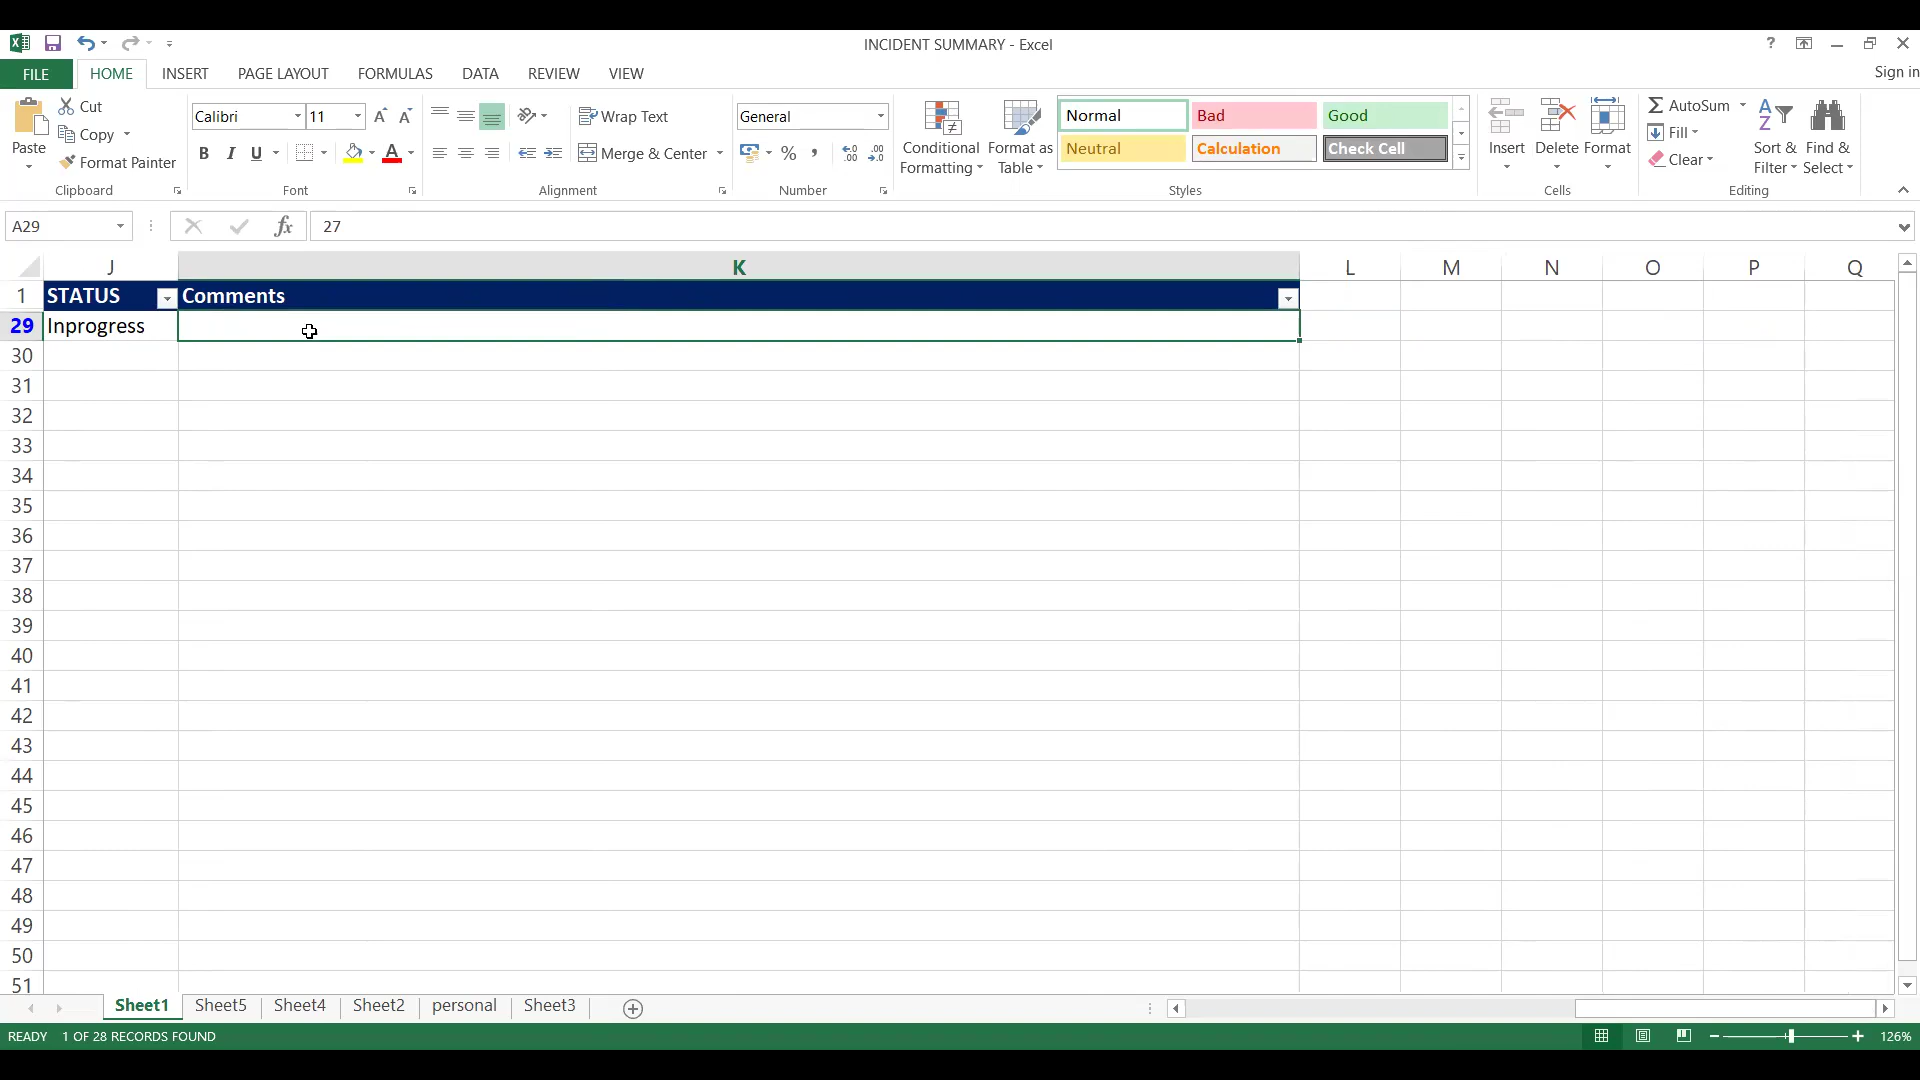 INCIDENT SUMMARY - Excel
?
Sign in
FILE HOME INSERT PAGE LAYOUT FORMULAS DATA REVIEW VIEW
Paste
Cut
Copy
Format Painter
Clipboard
Calibri 11
A A
B I U A
Font
Wrap Text
Merge & Center
Alignment
General
% , .0 .00 .00 .0
Number
Conditional
Formatting
Format as
Table
Normal Bad Good
Neutral Calculation Check Cell
Styles
Insert Delete Format
Cells
AutoSum
Fill
Clear
Sort &
Filter
Find &
Select
Editing
A29 fx 27
J K L M N O P Q
1 STATUS Comments
29 Inprogress
30
31
32
33
34
35
36
37
38
39
40
41
42
43
44
45
46
47
48
49
50
51
Sheet1 Sheet5 Sheet4 Sheet2 personal Sheet3
READY 1 OF 28 RECORDS FOUND 126%